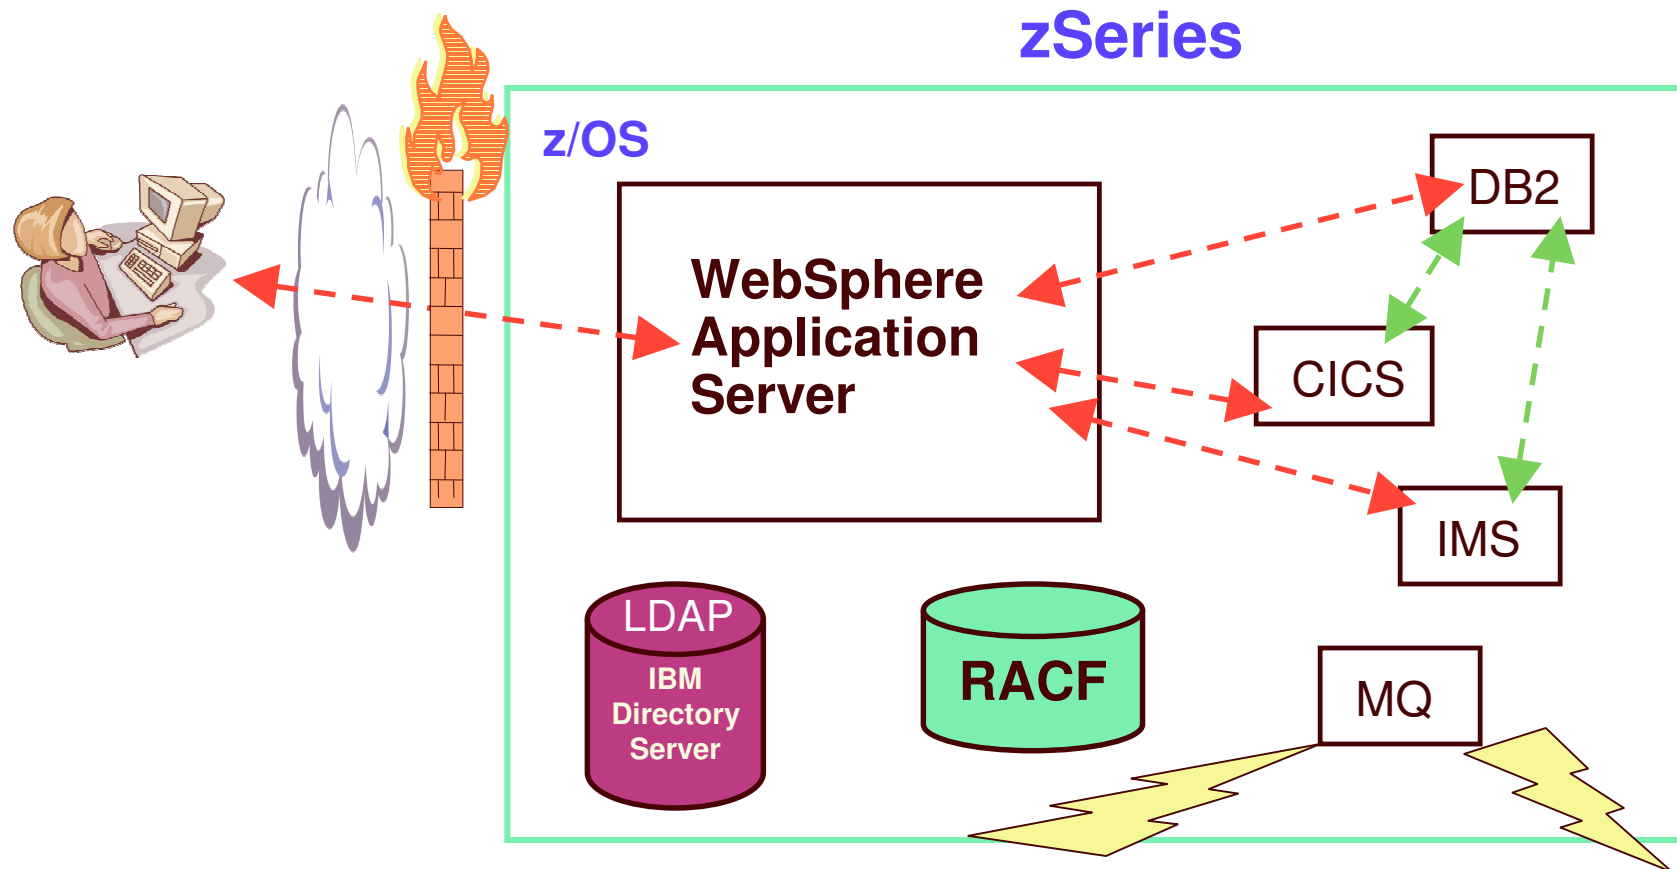 zSeries
z/OS
DB2
WebSphere
Application
Server
CICS
IMS
LDAP
IBM
Directory
Server
RACF
MQ